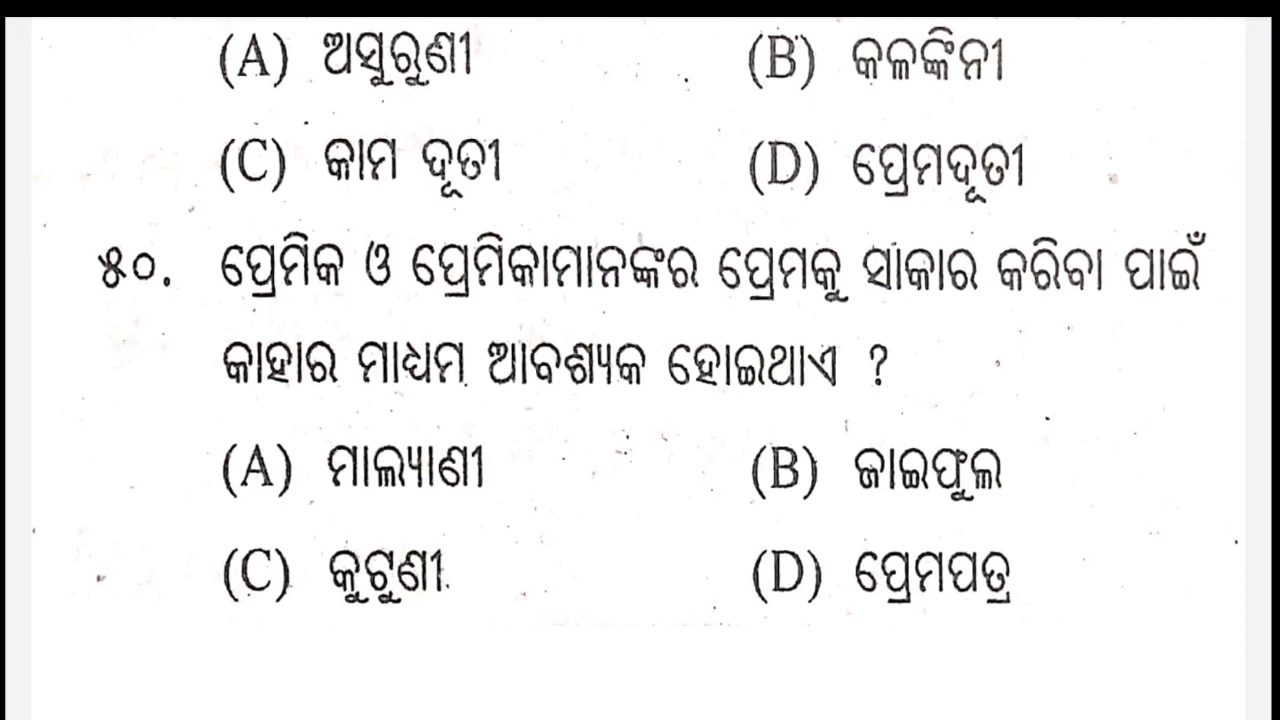 (A) ଅସୁରୁଣୀ (B) କଳଙ୍କିନୀ
(C) କାମ ଦୂତୀ (D) ପ୍ରେମଦୂତୀ
୫୦. ପ୍ରେମିକ ଓ ପ୍ରେମିକାମାନଙ୍କର ପ୍ରେମକୁ ସାକାର କରିବା ପାଇଁ
କାହାର ମାଧ୍ୟମ ଆବଶ୍ୟକ ହୋଇଥାଏ ?
(A) ମାଲ୍ୟାଣୀ (B) ଜାଇଫୁଲ
(C) କୁଟୁଣୀ (D) ପ୍ରେମପତ୍ର